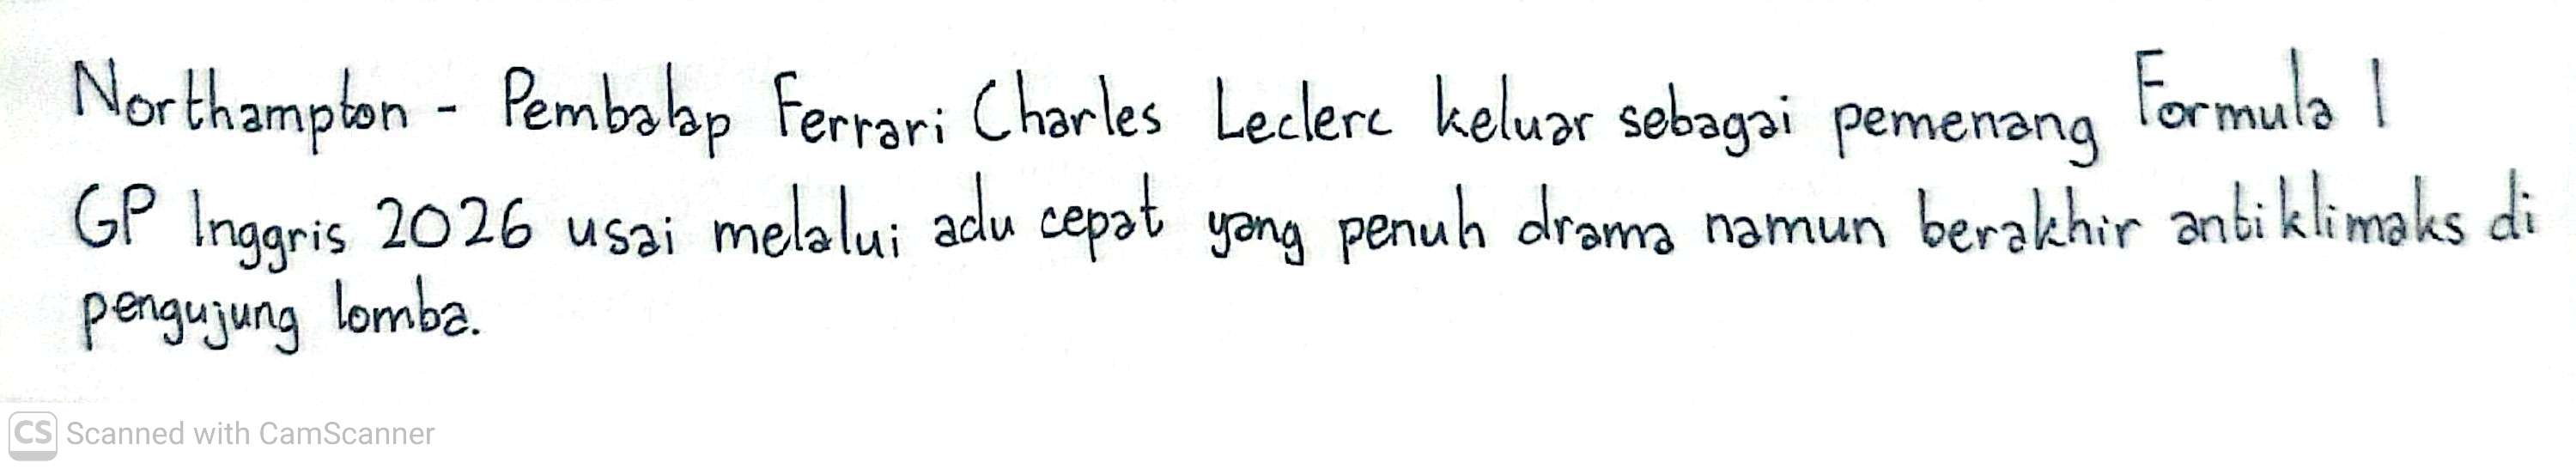 Northampton - Pembalap Ferrari Charles Leclerc keluar sebagai pemenang Formula 1
GP Inggris 2026 usai melalui adu cepat yang penuh drama namun berakhir antiklimaks di
pengujung lomba.
CS Scanned with CamScanner